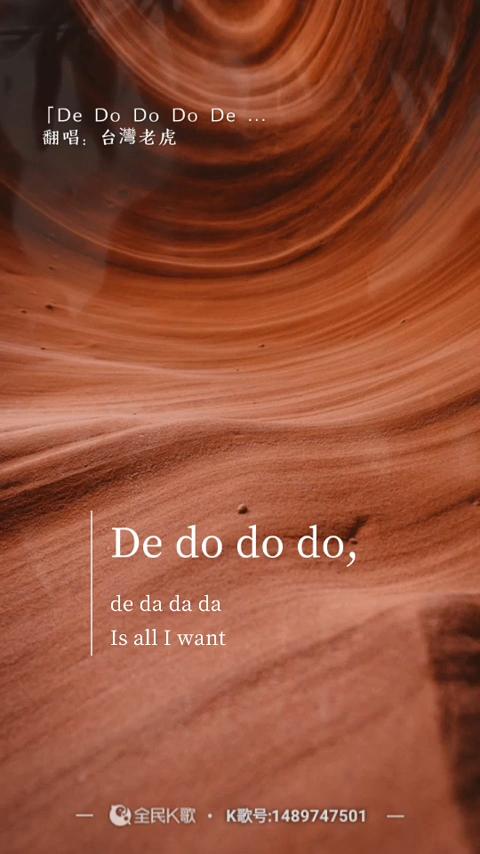 「De Do Do Do De ...
翻唱：台灣老虎
De do do do,
de da da da
Is all I want
全民K歌 · K歌号:1489747501